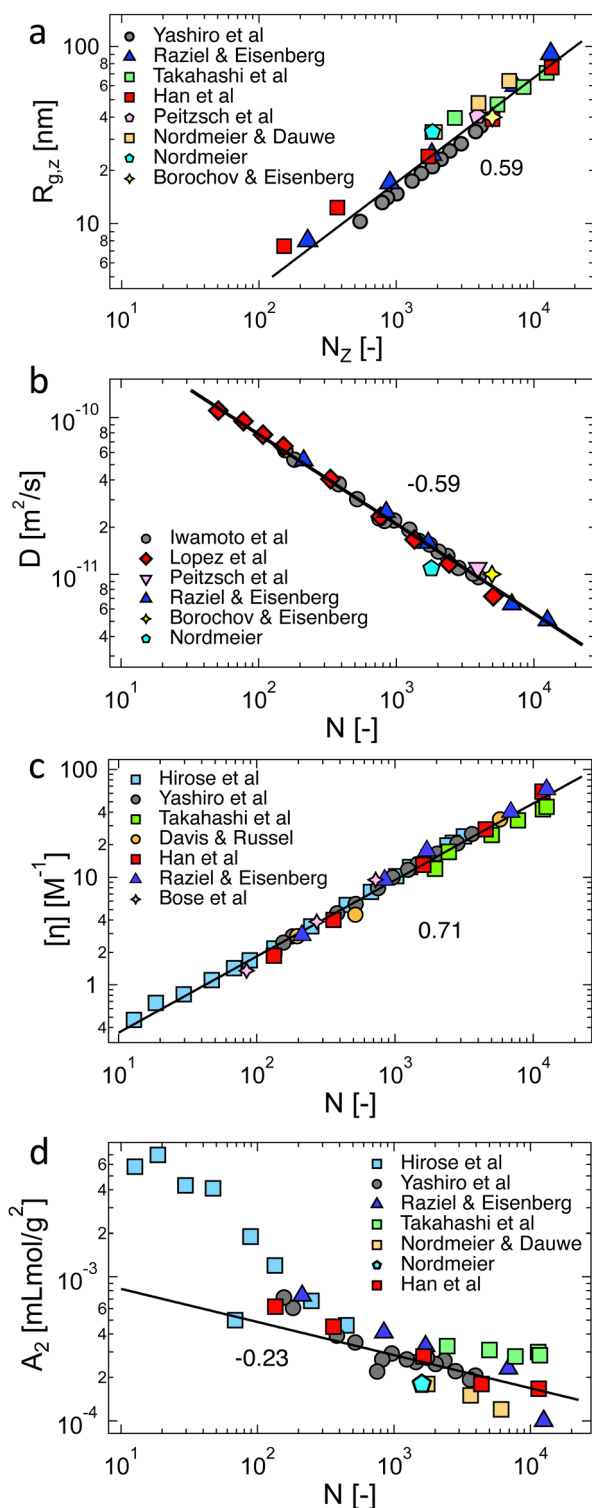 a
R_{g,z} [nm]
100
8
6
4
2
10
8
6
Yashiro et al
Raziel & Eisenberg
Takahashi et al
Han et al
Peitzsch et al
Nordmeier & Dauwe
Nordmeier
Borochov & Eisenberg
0.59
10^1 10^2 10^3 10^4
N_Z [-]
b
D [m^2/s]
10^{-10}
8
6
4
2
10^{-11}
8
6
4
-0.59
Iwamoto et al
Lopez et al
Peitzsch et al
Raziel & Eisenberg
Borochov & Eisenberg
Nordmeier
10^1 10^2 10^3 10^4
N [-]
c
[η] [M^{-1}]
100
4
2
10
4
2
1
4
Hirose et al
Yashiro et al
Takahashi et al
Davis & Russel
Han et al
Raziel & Eisenberg
Bose et al
0.71
10 10^2 10^3 10^4
N [-]
d
A_2 [mLmol/g^2]
6
4
2
10^{-3}
6
4
2
10^{-4}
Hirose et al
Yashiro et al
Raziel & Eisenberg
Takahashi et al
Nordmeier & Dauwe
Nordmeier
Han et al
-0.23
10^1 10^2 10^3 10^4
N [-]